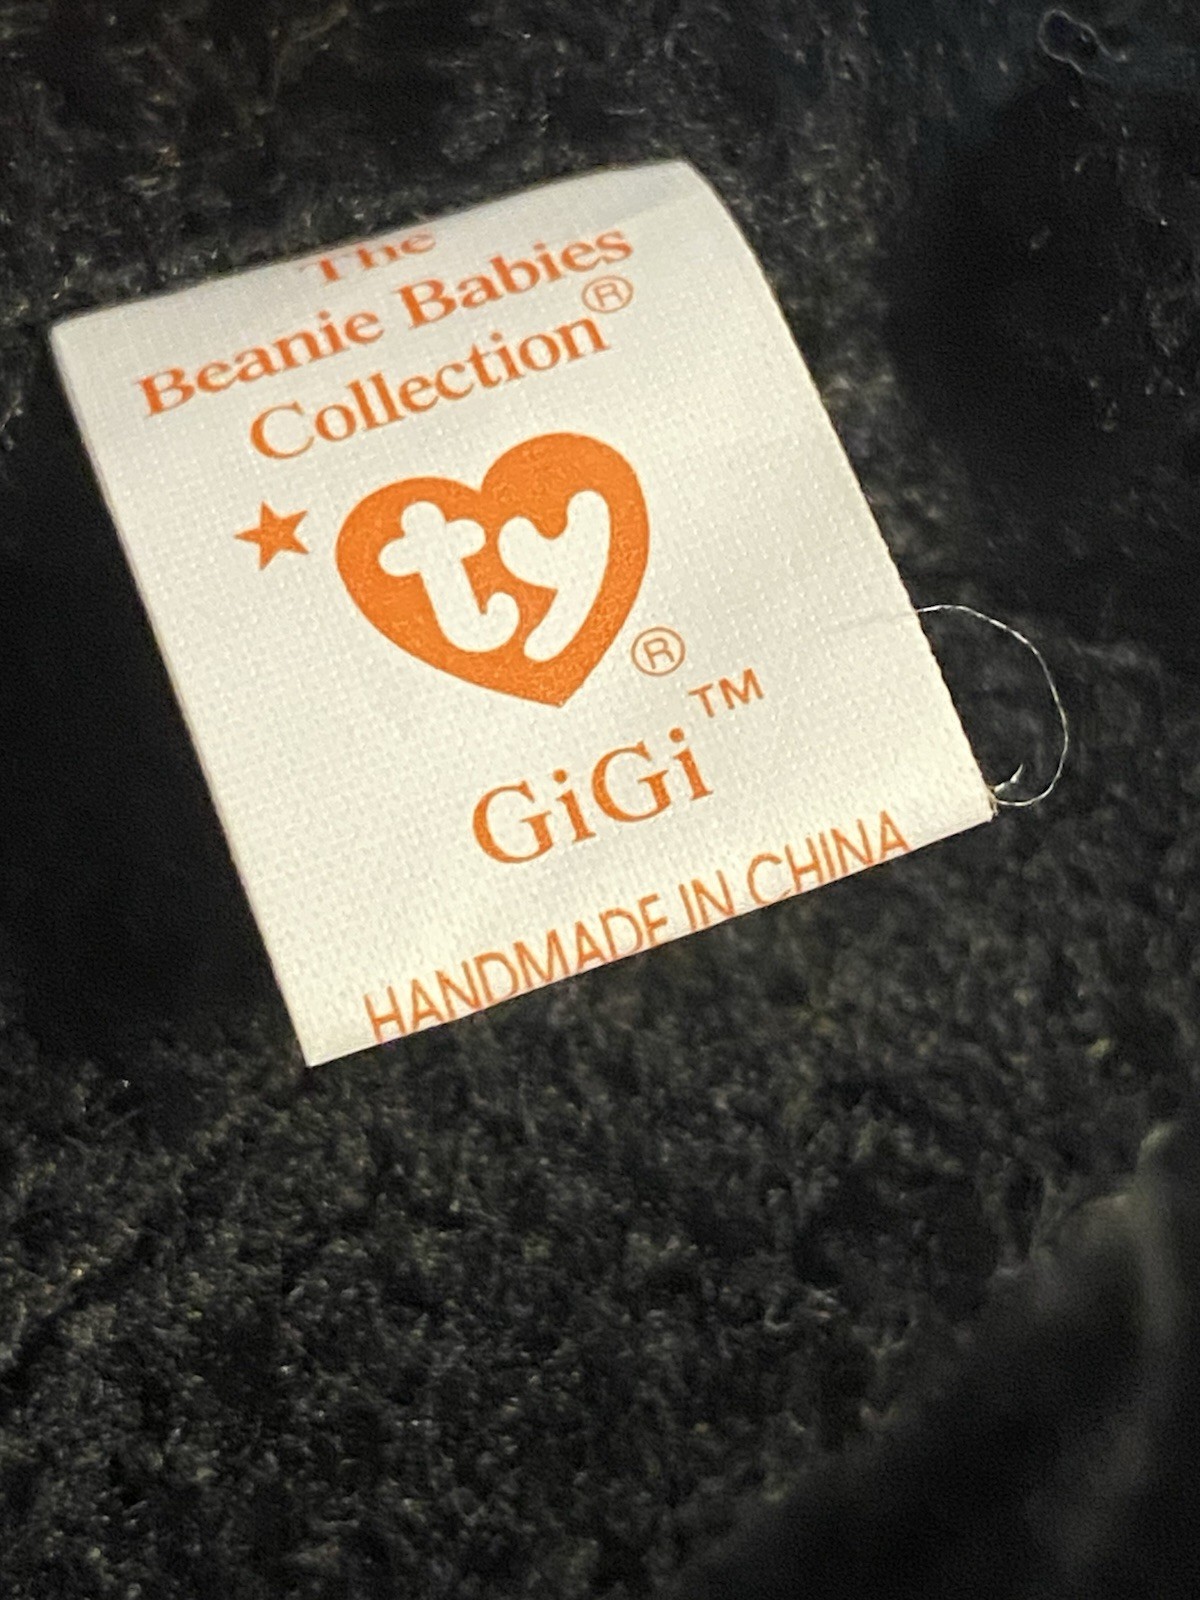 The
Beanie Babies
Collection®
ty®
GiGi™
HANDMADE IN CHINA